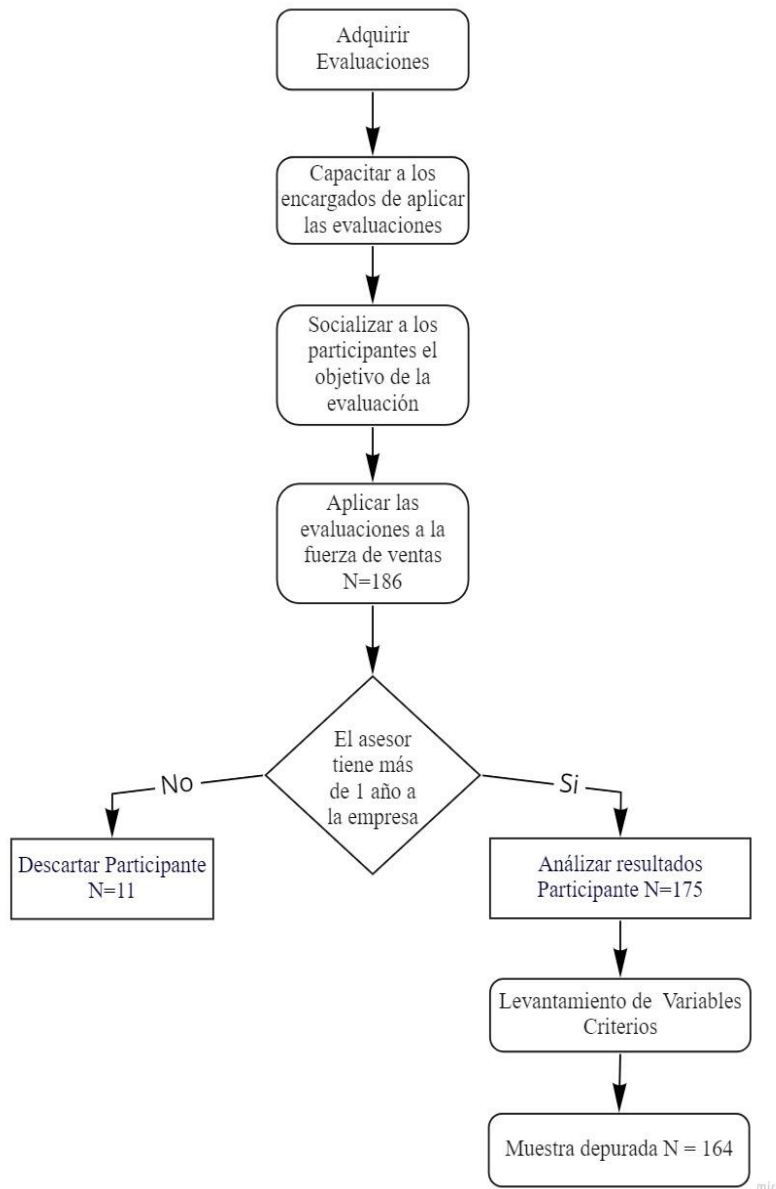 Adquirir
Evaluaciones
Capacitar a los
encargados de aplicar
las evaluaciones
Socializar a los
participantes el
objetivo de la
evaluación
Aplicar las
evaluaciones a la
fuerza de ventas
N=186
El asesor
tiene más
de 1 año a
la empresa
No
Si
Descartar Participante
N=11
Análizar resultados
Participante N=175
Levantamiento de Variables
Criterios
Muestra depurada N = 164